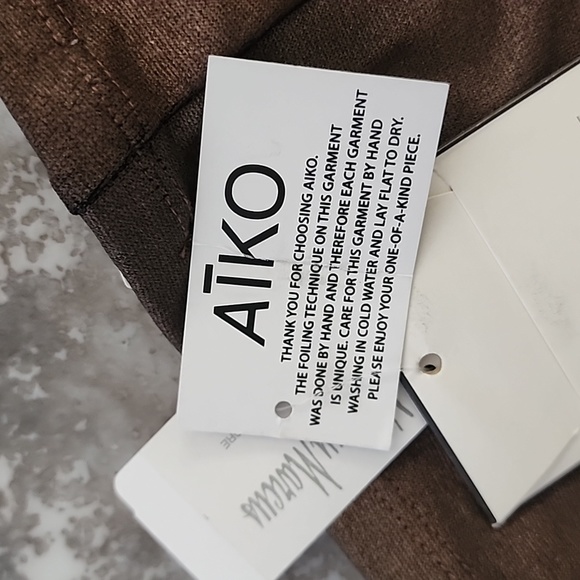 AĪKO
THANK YOU FOR CHOOSING AIKO.
THE FOILING TECHNIQUE ON THIS GARMENT
WAS DONE BY HAND AND THEREFORE EACH GARMENT
IS UNIQUE. CARE FOR THIS GARMENT BY HAND
WASHING IN COLD WATER AND LAY FLAT TO DRY.
PLEASE ENJOY YOUR ONE-OF-A-KIND PIECE.
Marcus